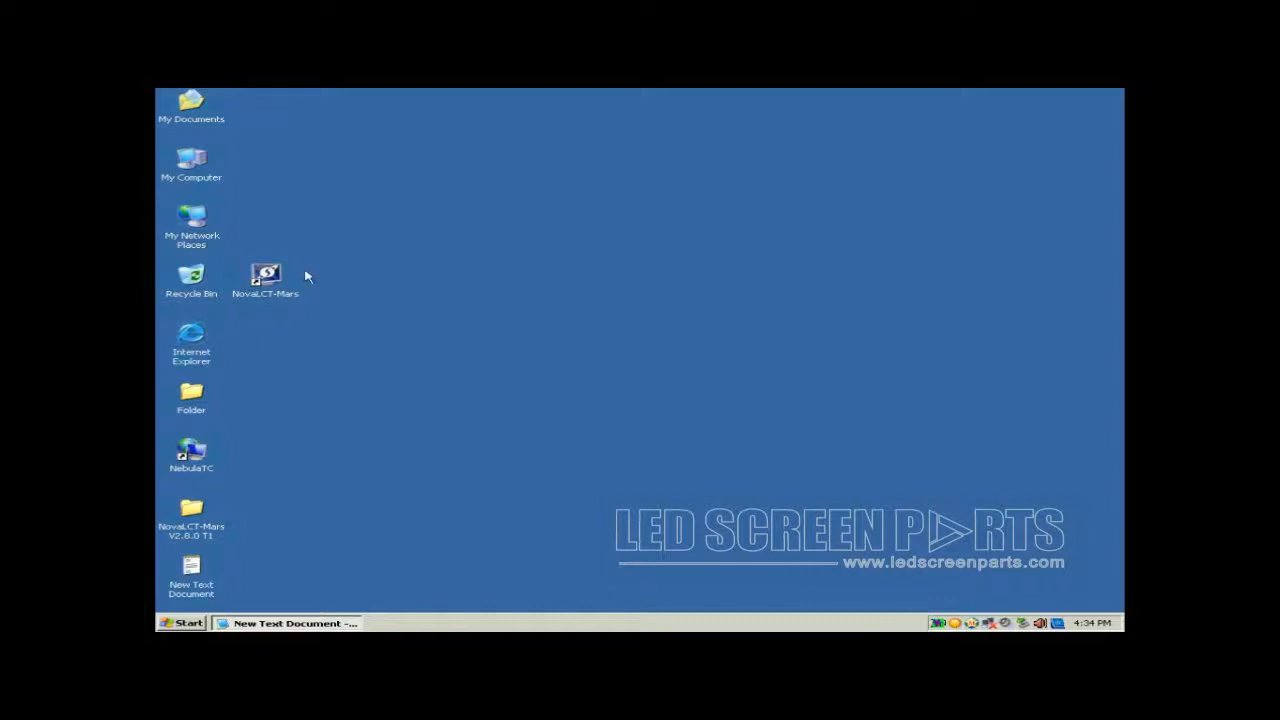 My Documents
My Computer
My Network
Places
Recycle Bin
NovaLCT-Mars
Internet
Explorer
Folder
NebulaTC
NovaLCT-Mars
V2.8.0 T1
New Text
Document
LED SCREEN PARTS
www.ledscreenparts.com
Start
New Text Document -...
4:34 PM